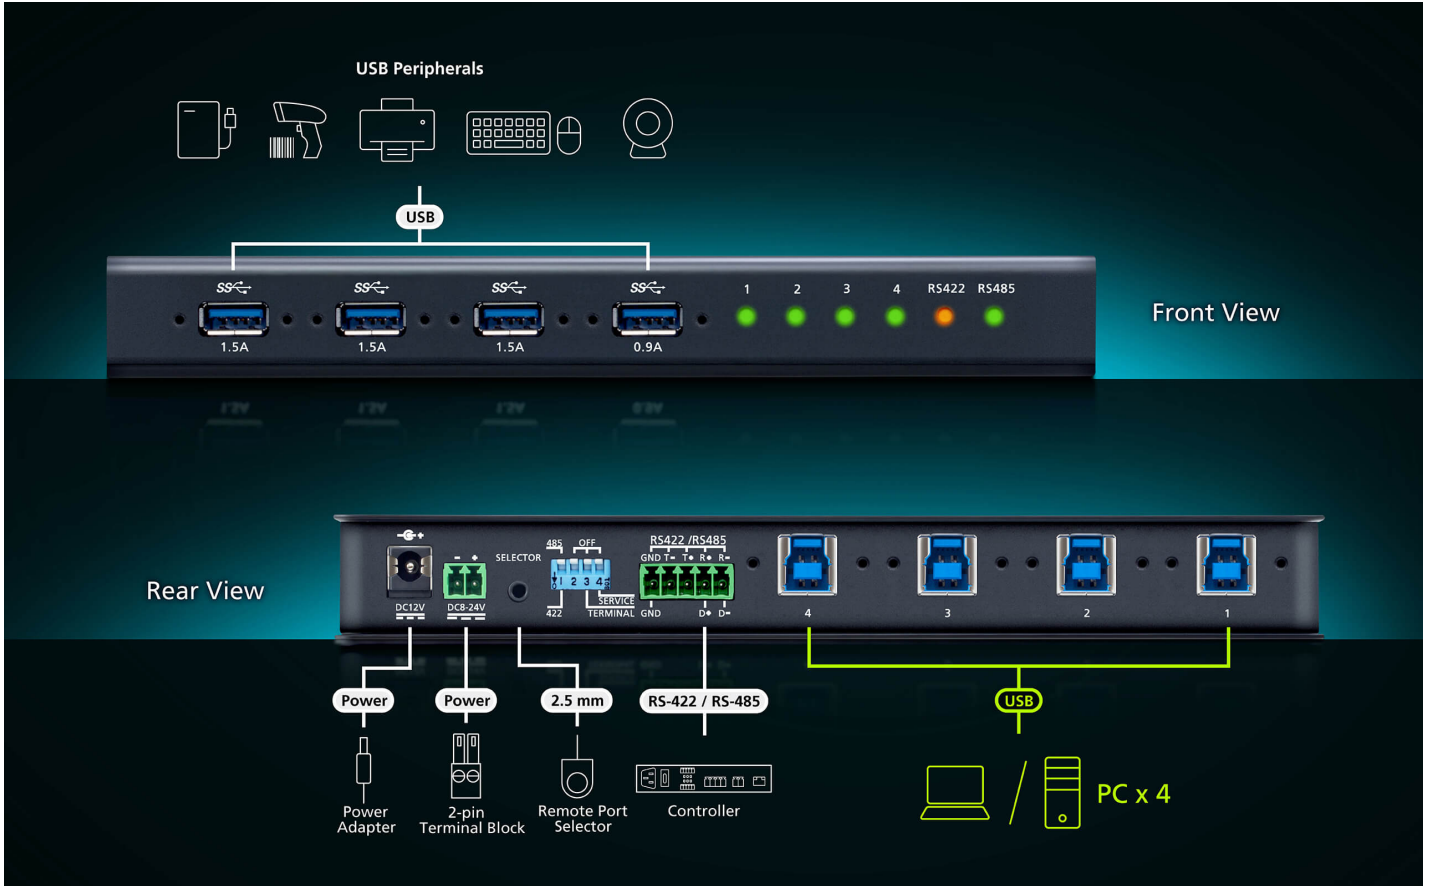 USB Peripherals
USB
SS SS SS SS
1.5A 1.5A 1.5A 0.9A
1 2 3 4 RS422 RS485
Front View
Rear View
DC12V
- +
DC8-24V
SELECTOR
485 OFF
1 2 3 4
422
SERVICE
TERMINAL
RS422 /RS485
GND T- T+ R+ R-
GND D+ D-
4 3 2 1
Power
Power
2.5 mm
RS-422 / RS-485
USB
Power
Adapter
2-pin
Terminal Block
Remote Port
Selector
Controller
PC x 4